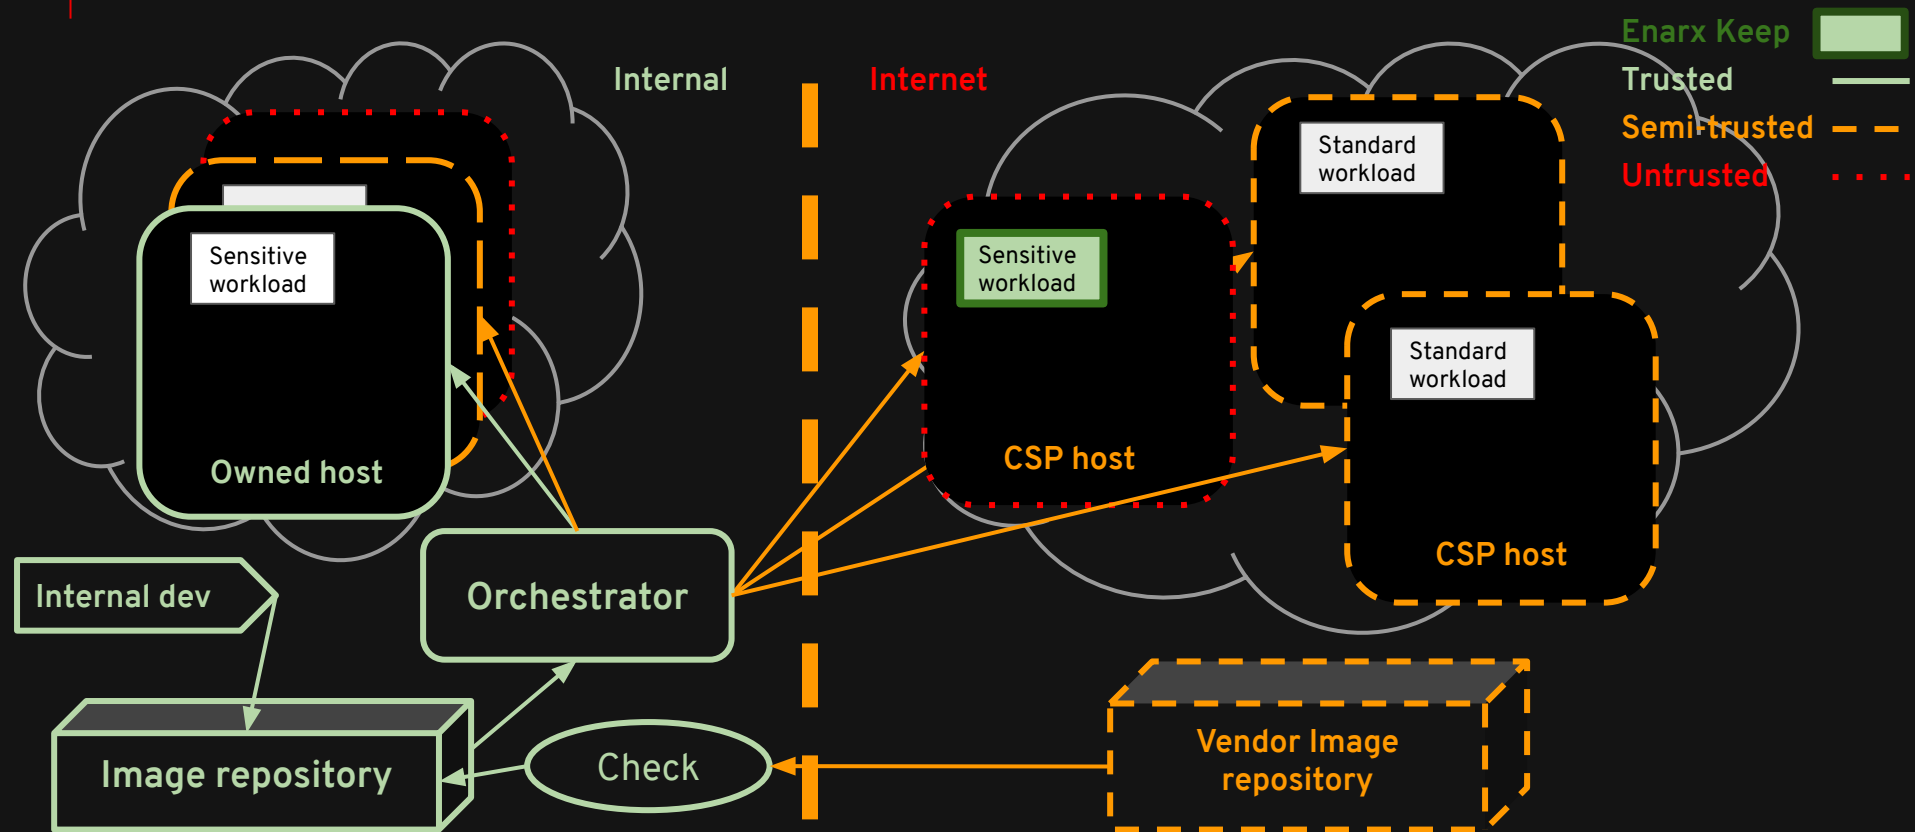 Internal
Internet
Enarx Keep
Trusted
Semi-trusted
Untrusted
Sensitive
workload
Owned host
Sensitive
workload
CSP host
Standard
workload
Standard
workload
CSP host
Internal dev
Orchestrator
Image repository
Check
Vendor Image
repository